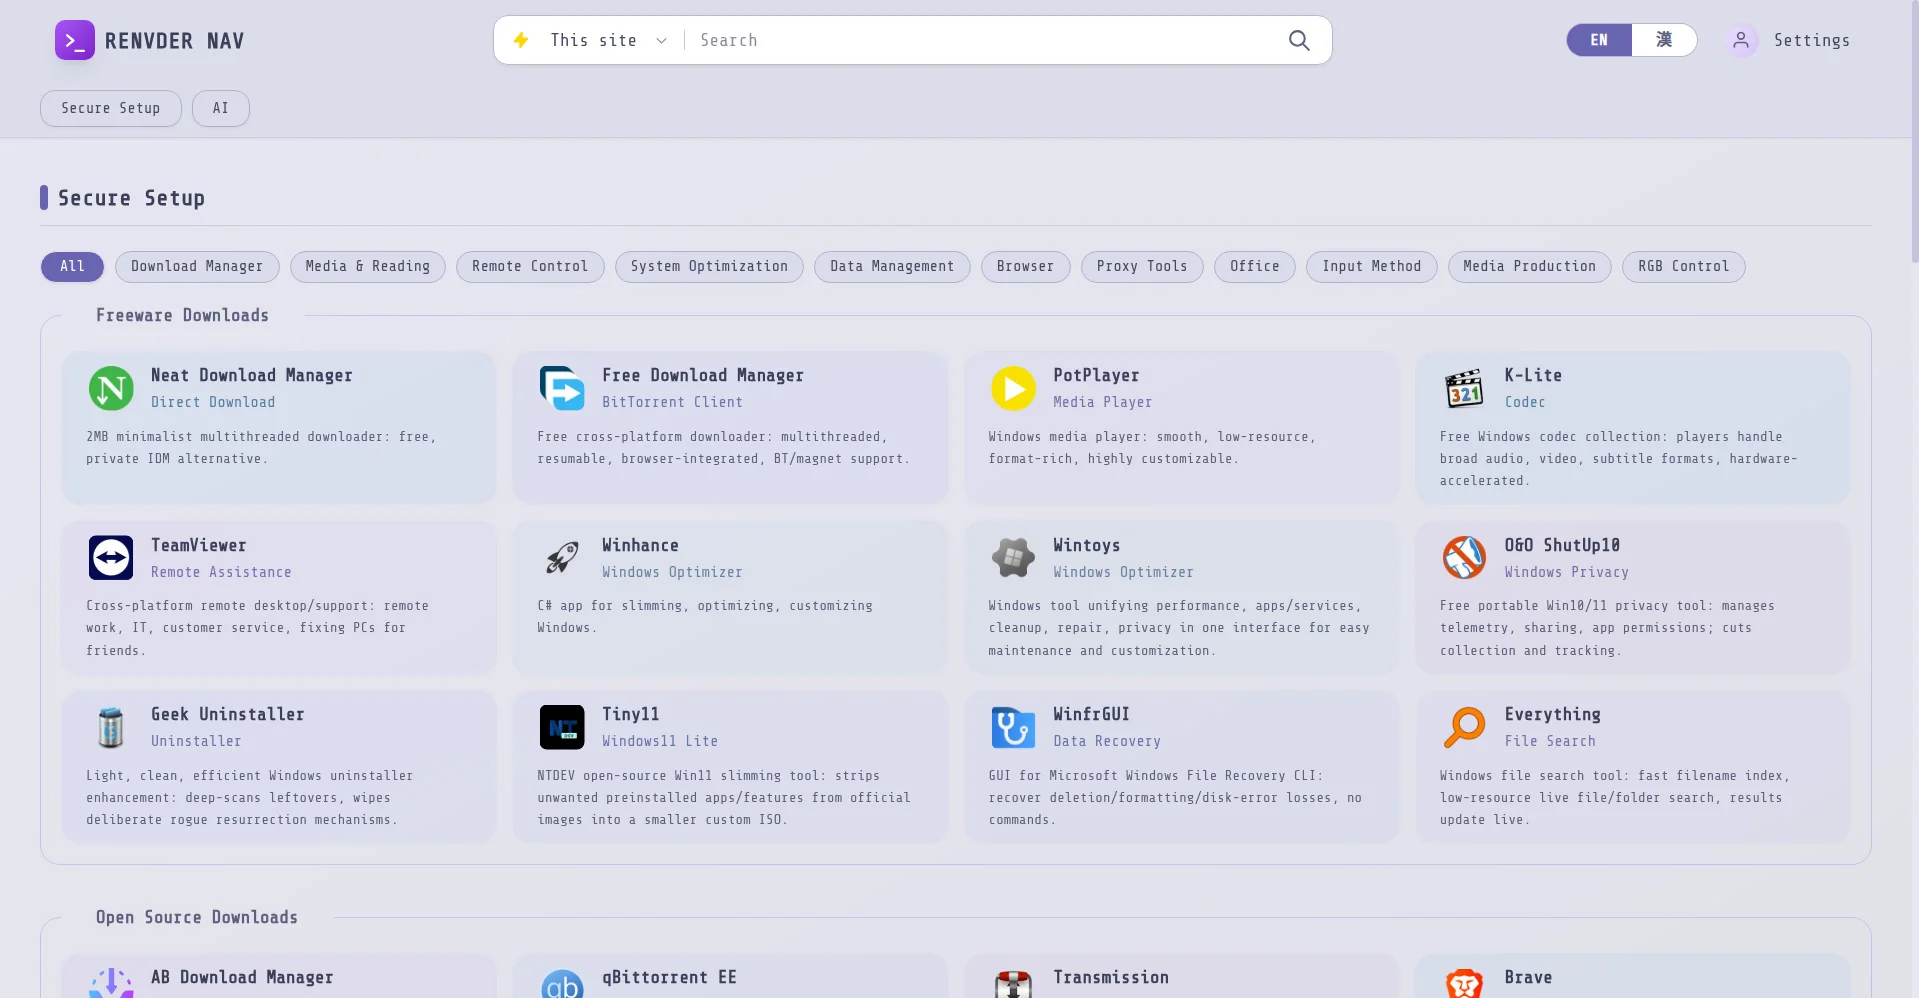 RENVDER NAV
This site
Search
EN
漢
Settings
Secure Setup
AI
Secure Setup
All
Download Manager
Media & Reading
Remote Control
System Optimization
Data Management
Browser
Proxy Tools
Office
Input Method
Media Production
RGB Control
Freeware Downloads
Neat Download Manager
Direct Download
2MB minimalist multithreaded downloader: free,
private IDM alternative.
Free Download Manager
BitTorrent Client
Free cross-platform downloader: multithreaded,
resumable, browser-integrated, BT/magnet support.
PotPlayer
Media Player
Windows media player: smooth, low-resource,
format-rich, highly customizable.
321
K-Lite
Codec
Free Windows codec collection: players handle
broad audio, video, subtitle formats, hardware-
accelerated.
TeamViewer
Remote Assistance
Cross-platform remote desktop/support: remote
work, IT, customer service, fixing PCs for
friends.
Winhance
Windows Optimizer
C# app for slimming, optimizing, customizing
Windows.
Wintoys
Windows Optimizer
Windows tool unifying performance, apps/services,
cleanup, repair, privacy in one interface for easy
maintenance and customization.
O&O ShutUp10
Windows Privacy
Free portable Win10/11 privacy tool: manages
telemetry, sharing, app permissions; cuts
collection and tracking.
Geek Uninstaller
Uninstaller
Light, clean, efficient Windows uninstaller
enhancement: deep-scans leftovers, wipes
deliberate rogue resurrection mechanisms.
NT
DEV
Tiny11
Windows11 Lite
NTDEV open-source Win11 slimming tool: strips
unwanted preinstalled apps/features from official
images into a smaller custom ISO.
WinfrGUI
Data Recovery
GUI for Microsoft Windows File Recovery CLI:
recover deletion/formatting/disk-error losses, no
commands.
Everything
File Search
Windows file search tool: fast filename index,
low-resource live file/folder search, results
update live.
Open Source Downloads
AB Download Manager
qb
qBittorrent EE
Transmission
Brave